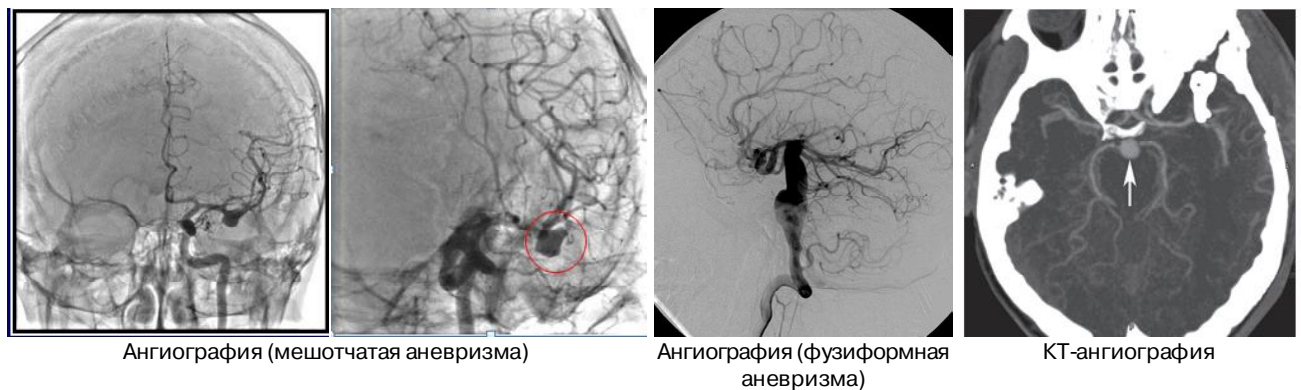 Ангиография (мешотчатая аневризма)
Ангиография (фузиформная
аневризма)
КТ-ангиография